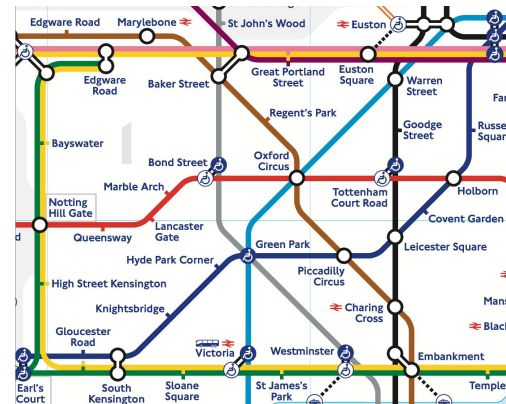 Edgware Road
Marylebone
St John's Wood
Euston
Edgware
Road
Baker Street
Great Portland
Street
Euston
Square
Warren
Street
Regent's Park
Goodge
Street
Bayswater
Bond Street
Oxford
Circus
Marble Arch
Tottenham
Court Road
Holborn
Notting
Hill Gate
Queensway
Lancaster
Gate
Covent Garden
Hyde Park Corner
Green Park
Leicester Square
Piccadilly
Circus
High Street Kensington
Knightsbridge
Charing
Cross
Gloucester
Road
Victoria
Westminster
Embankment
Earl's
Court
South
Kensington
Sloane
Square
St James's
Park
Temple